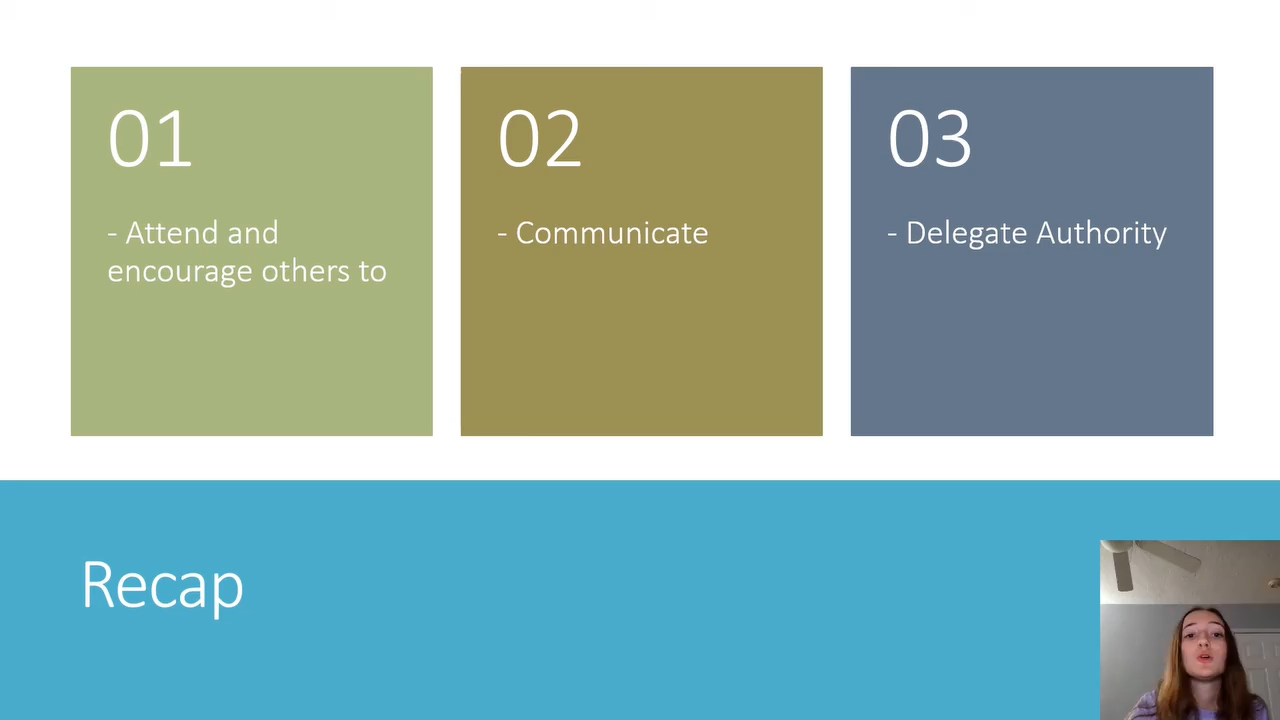 01
- Attend and
encourage others to
02
- Communicate
03
- Delegate Authority
Recap